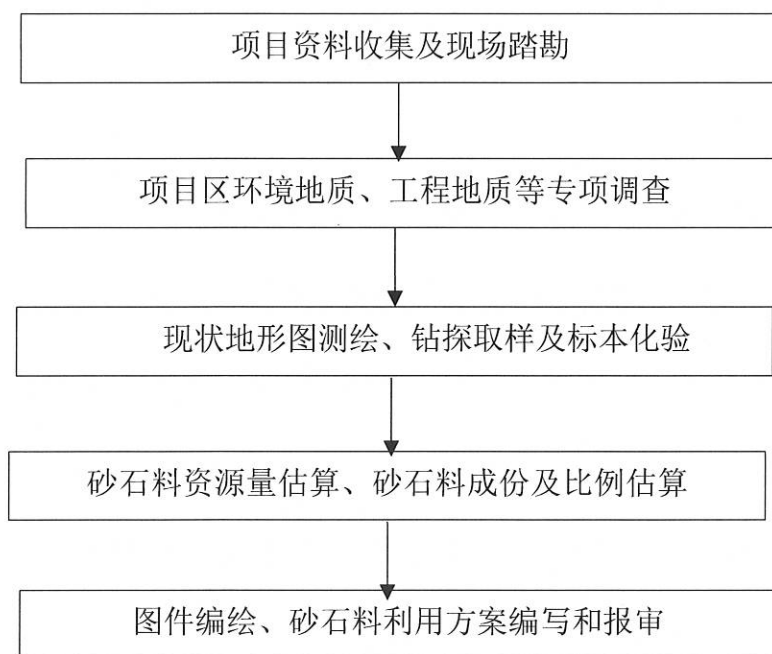 项目资料收集及现场踏勘
项目区环境地质、工程地质等专项调查
现状地形图测绘、钻探取样及标本化验
砂石料资源量估算、砂石料成份及比例估算
图件编绘、砂石料利用方案编写和报审